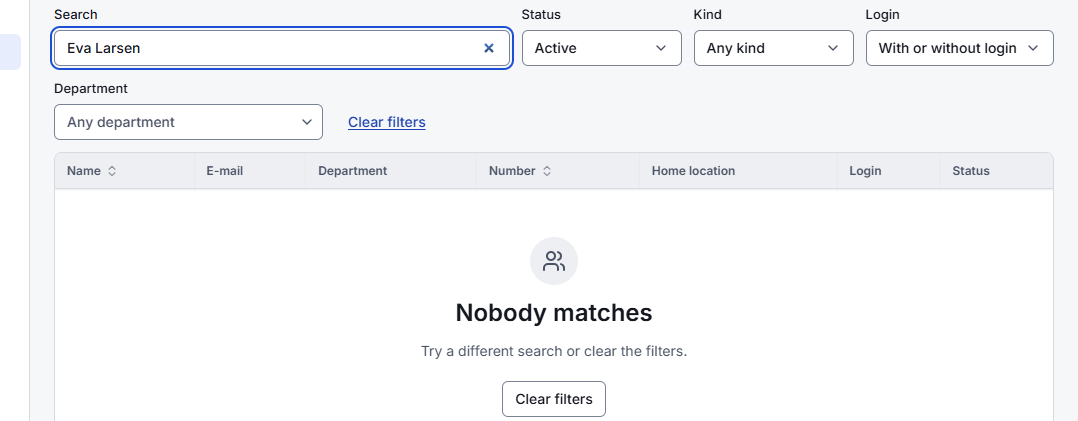 Search
Status
Kind
Login
Eva Larsen
Active
Any kind
With or without login
Department
Any department
Clear filters
Name
E-mail
Department
Number
Home location
Login
Status
Nobody matches
Try a different search or clear the filters.
Clear filters